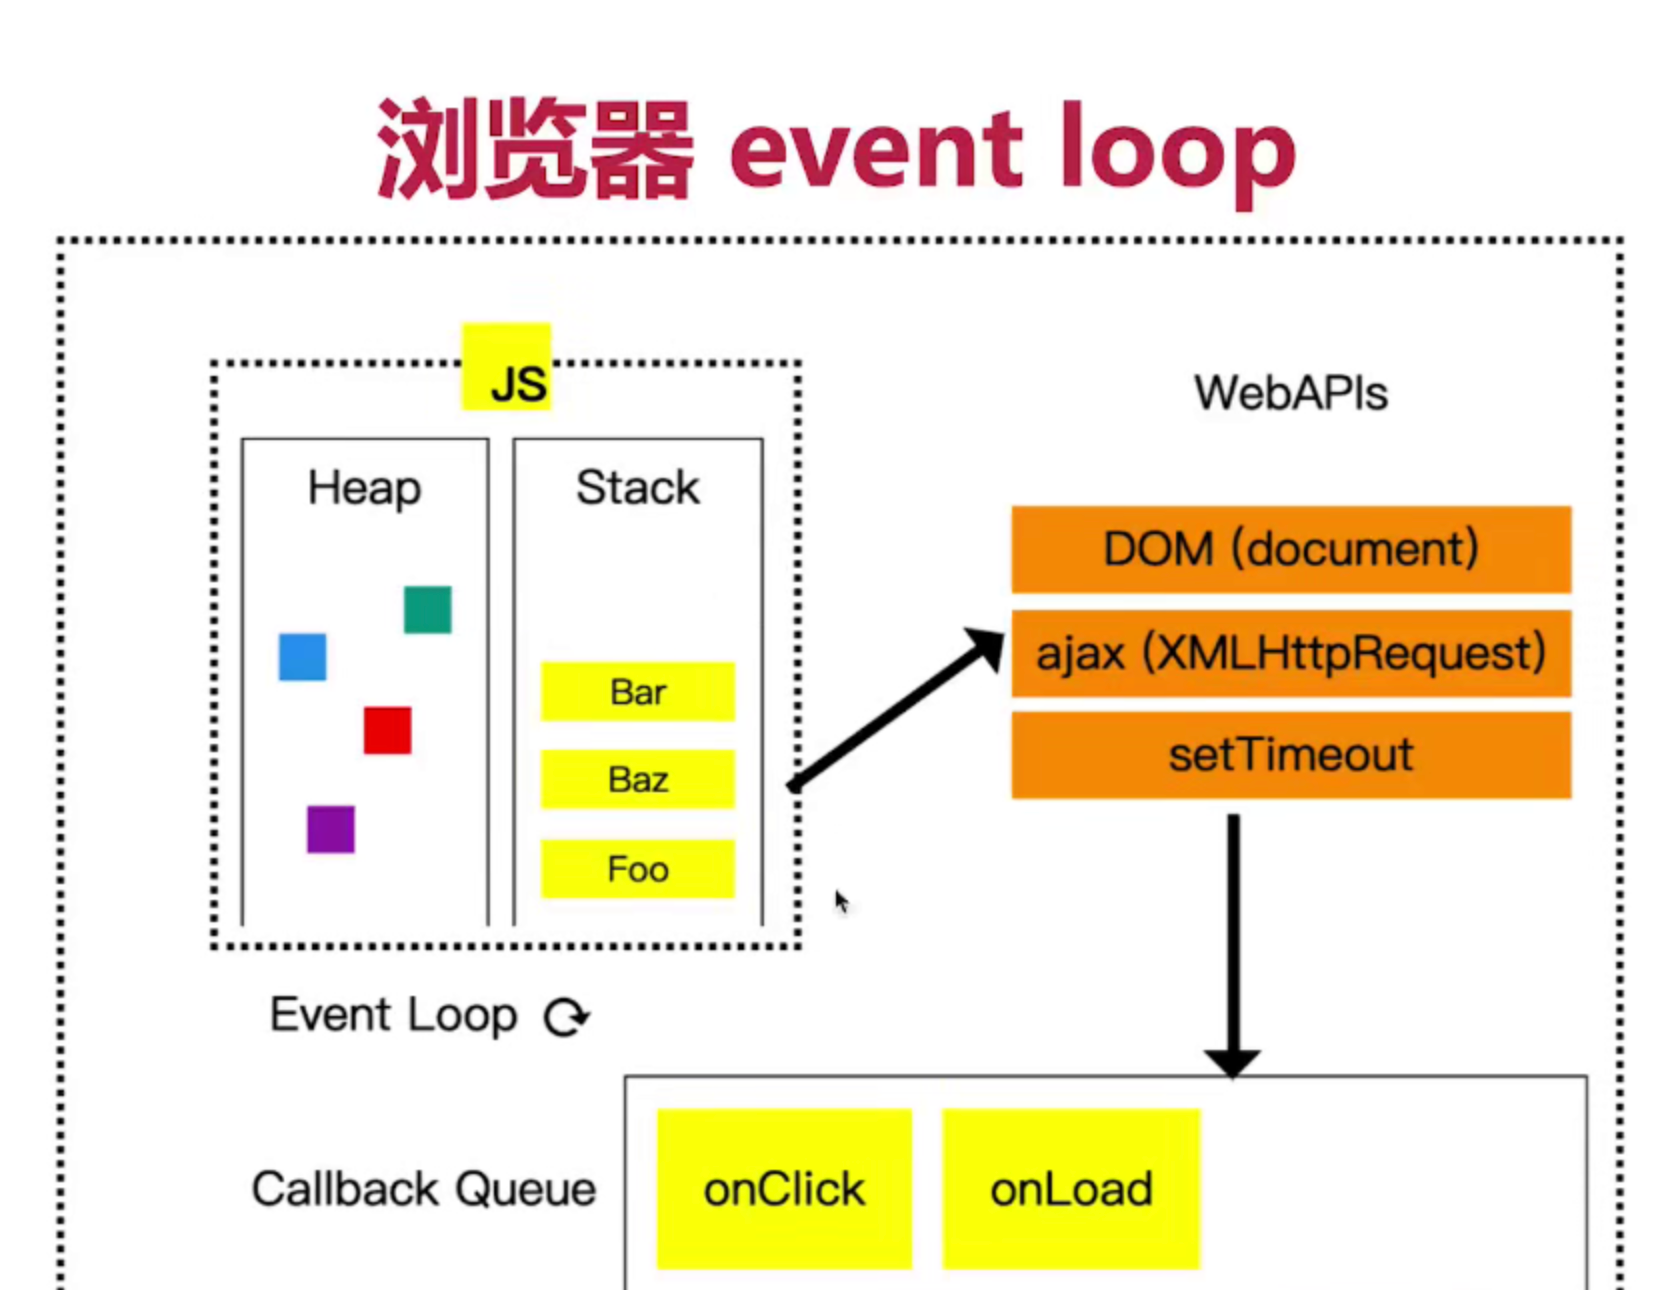 浏览器 event loop
JS
Heap
Stack
Bar
Baz
Foo
WebAPIs
DOM (document)
ajax (XMLHttpRequest)
setTimeout
Event Loop
Callback Queue
onClick
onLoad